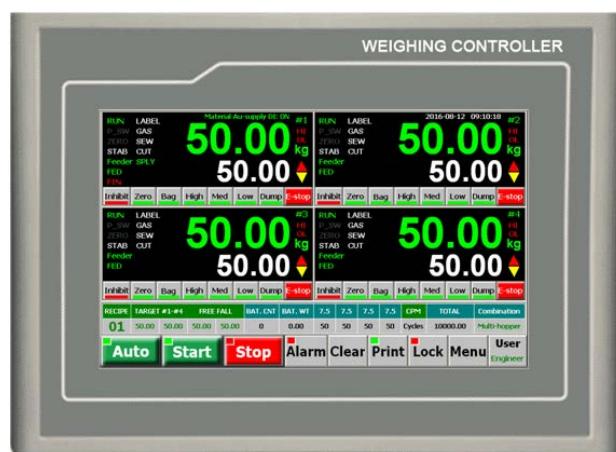 WEIGHING CONTROLLER
RUN LABEL Material Au-supply DE ON #1
P_SW GAS 50.00 HI
ZERO SEW OL
STAB CUT kg
Feeder SPLY
FED 50.00
FIN
Inhibit Zero Bag High Med Low Dump E-stop
RUN LABEL 2016-08-12 09:10:18 #2
P_SW GAS 50.00 HI
ZERO SEW OL
STAB CUT kg
Feeder
FED 50.00
Inhibit Zero Bag High Med Low Dump E-stop
RUN LABEL #3
P_SW GAS 50.00 HI
ZERO SEW OL
STAB CUT kg
Feeder
FED 50.00
Inhibit Zero Bag High Med Low Dump E-stop
RUN LABEL #4
P_SW GAS 50.00 HI
ZERO SEW OL
STAB CUT kg
Feeder
FED 50.00
Inhibit Zero Bag High Med Low Dump E-stop
RECIPE TARGET #1-#4 FREE FALL BAT. CNT BAT. WT 7.5 7.5 7.5 7.5 CPM TOTAL Combination
01 50.00 50.00 50.00 50.00 0 0.00 50 50 50 50 Cycles 10000.00 Multi-hopper
Auto Start Stop Alarm Clear Print Lock Menu User
Engineer